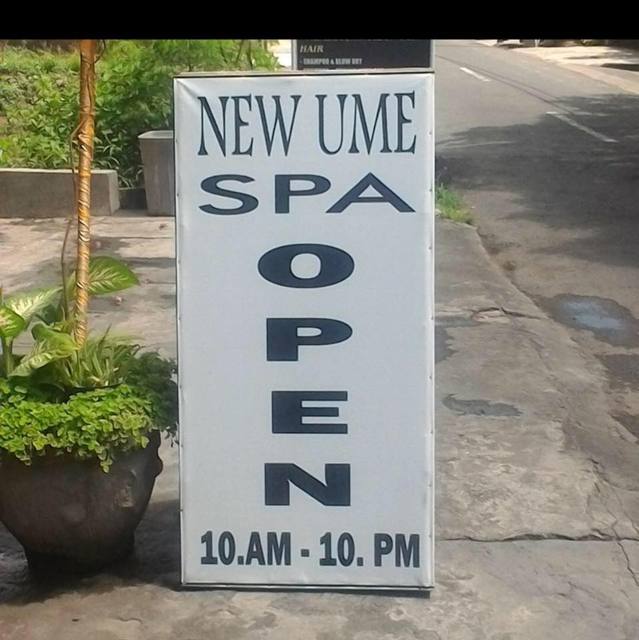 HAIR
- SHAMPOO & BLOW DRY
NEW UME
SPA
O
P
E
N
10.AM - 10. PM